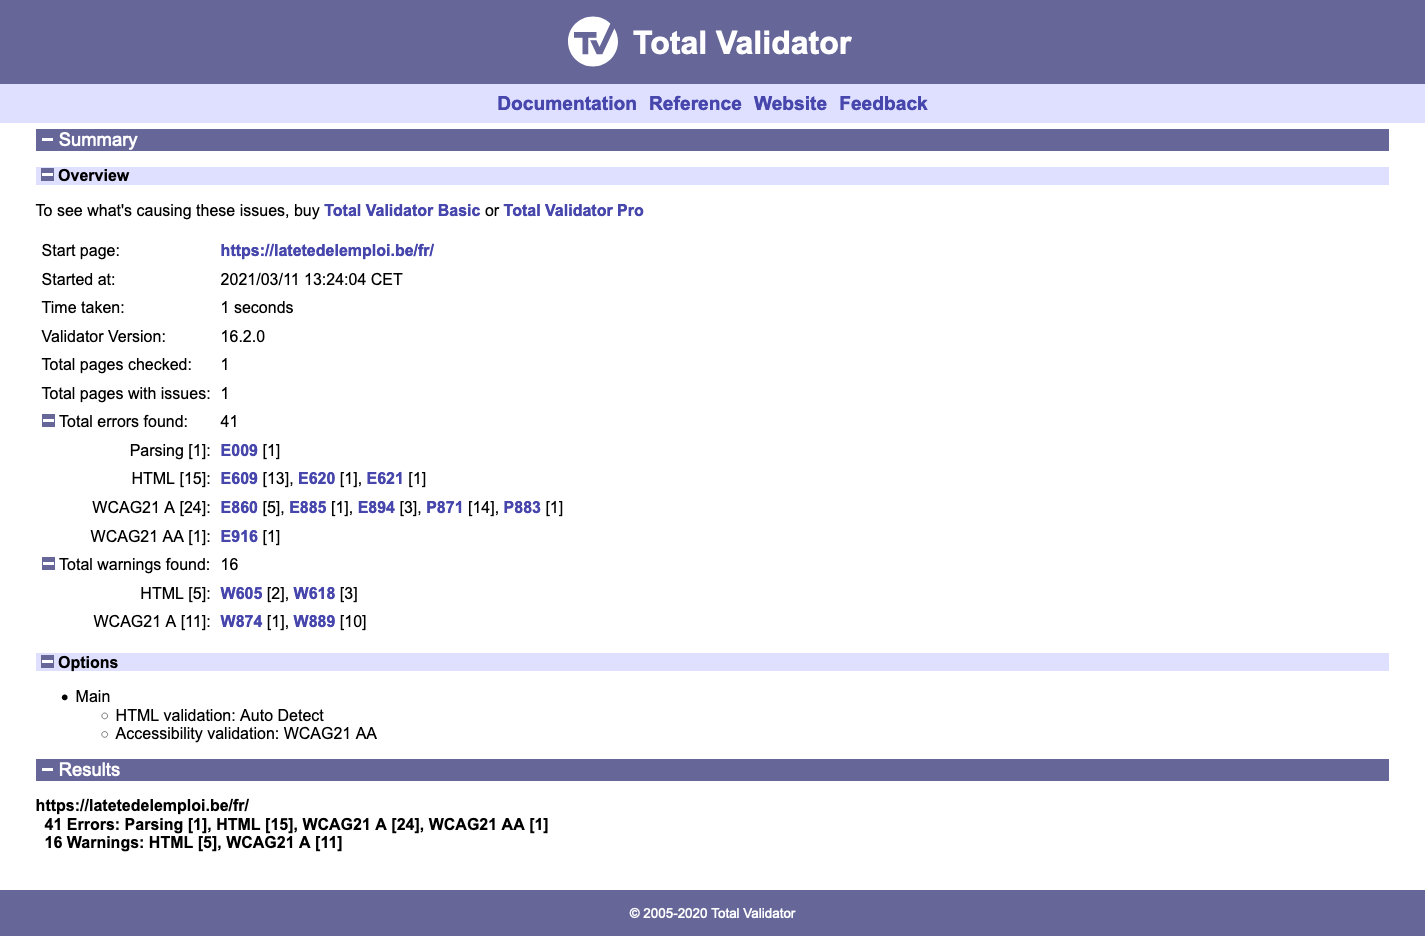 TV Total Validator
Documentation Reference Website Feedback
Summary
Overview
To see what's causing these issues, buy Total Validator Basic or Total Validator Pro
Start page: https://latetedelemploi.be/fr/
Started at: 2021/03/11 13:24:04 CET
Time taken: 1 seconds
Validator Version: 16.2.0
Total pages checked: 1
Total pages with issues: 1
Total errors found: 41
Parsing [1]: E009 [1]
HTML [15]: E609 [13], E620 [1], E621 [1]
WCAG21 A [24]: E860 [5], E885 [1], E894 [3], P871 [14], P883 [1]
WCAG21 AA [1]: E916 [1]
Total warnings found: 16
HTML [5]: W605 [2], W618 [3]
WCAG21 A [11]: W874 [1], W889 [10]
Options
Main
HTML validation: Auto Detect
Accessibility validation: WCAG21 AA
Results
https://latetedelemploi.be/fr/
41 Errors: Parsing [1], HTML [15], WCAG21 A [24], WCAG21 AA [1]
16 Warnings: HTML [5], WCAG21 A [11]
© 2005-2020 Total Validator